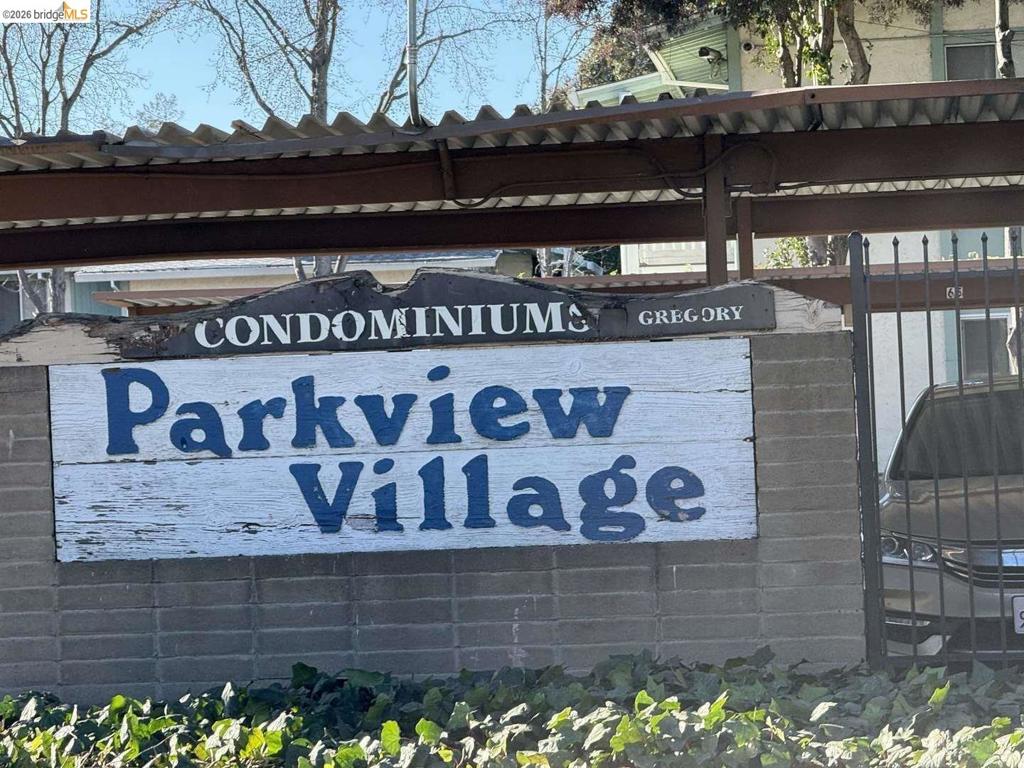 ©2026 bridgeMLS
CONDOMINIUMS GREGORY
Parkview
Village